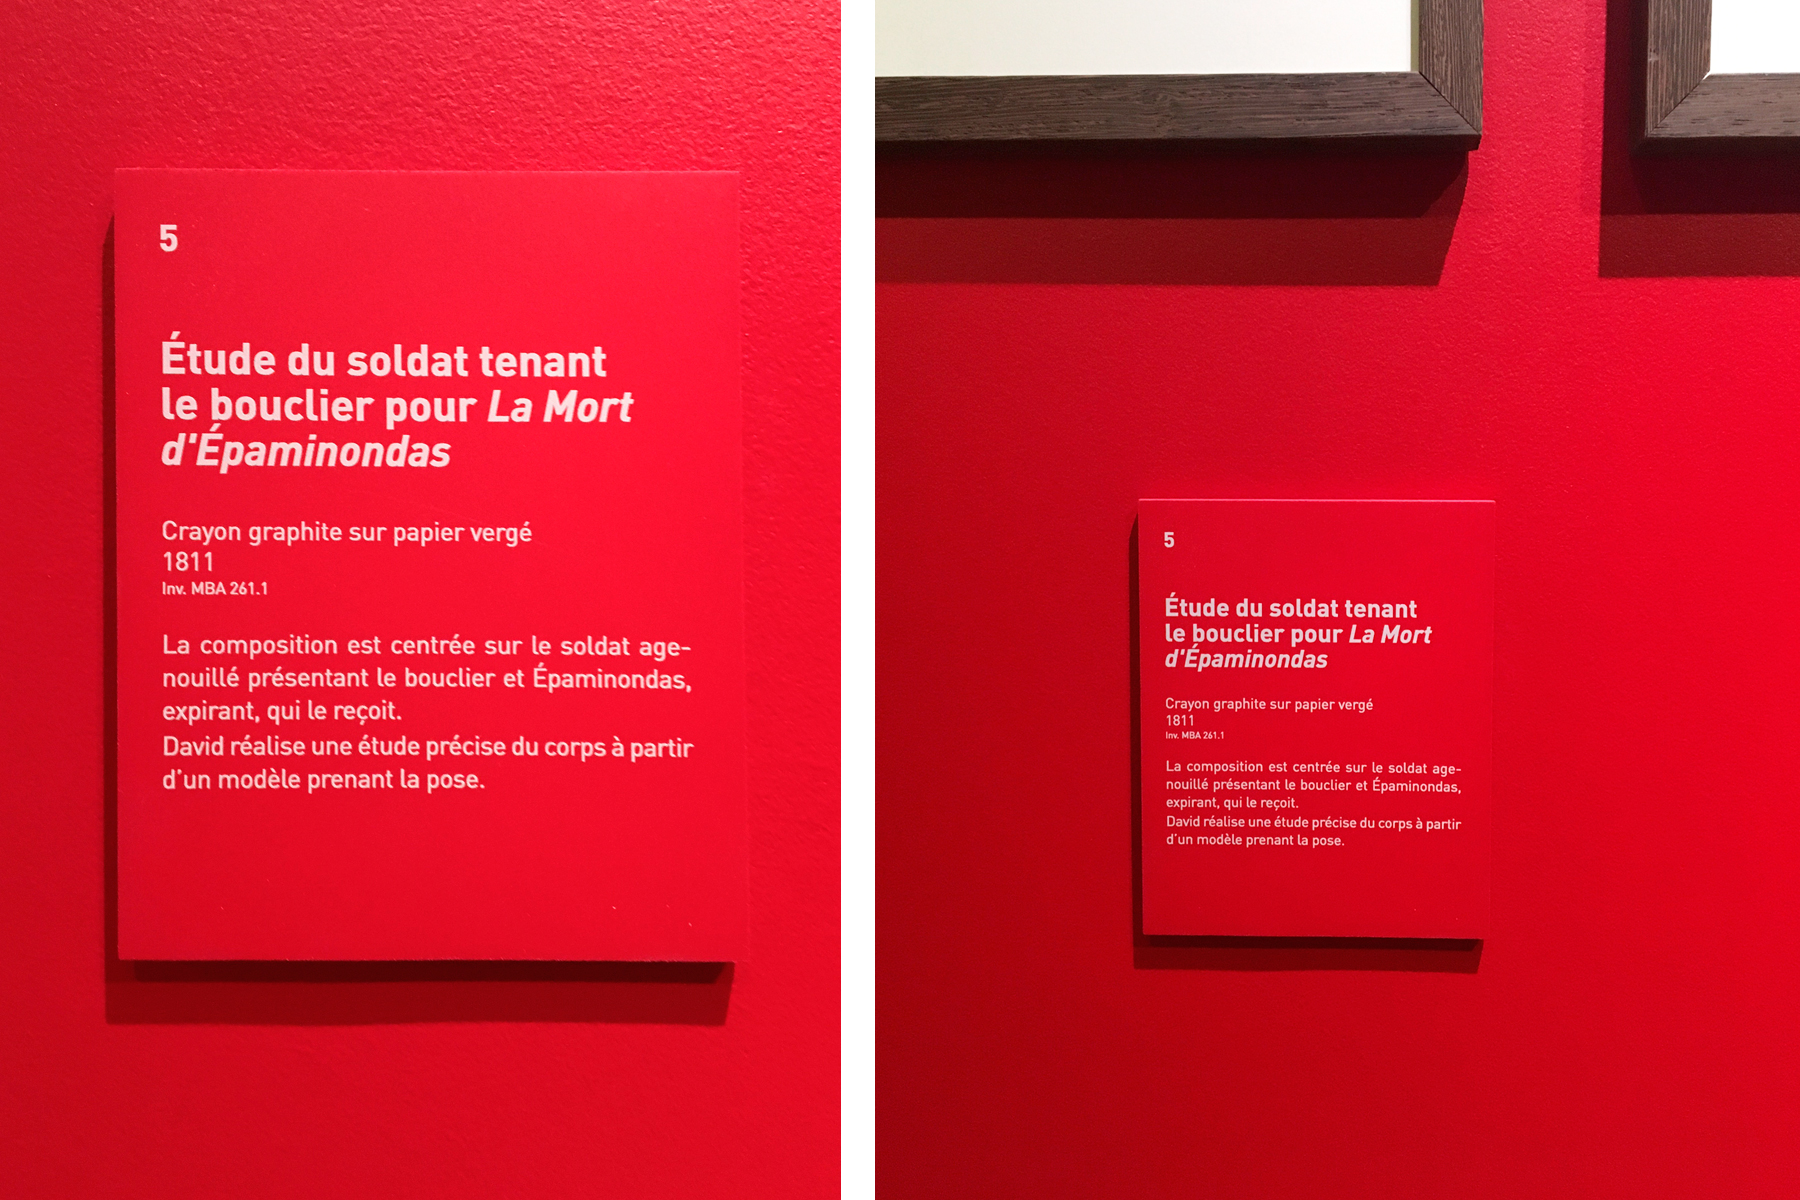 5
Étude du soldat tenant
le bouclier pour La Mort
d'Épaminondas
Crayon graphite sur papier vergé
1811
Inv. MBA 261.1
La composition est centrée sur le soldat age-
nouillé présentant le bouclier et Épaminondas,
expirant, qui le reçoit.
David réalise une étude précise du corps à partir
d’un modèle prenant la pose.
5
Étude du soldat tenant
le bouclier pour La Mort
d'Épaminondas
Crayon graphite sur papier vergé
1811
Inv. MBA 261.1
La composition est centrée sur le soldat age-
nouillé présentant le bouclier et Épaminondas,
expirant, qui le reçoit.
David réalise une étude précise du corps à partir
d’un modèle prenant la pose.